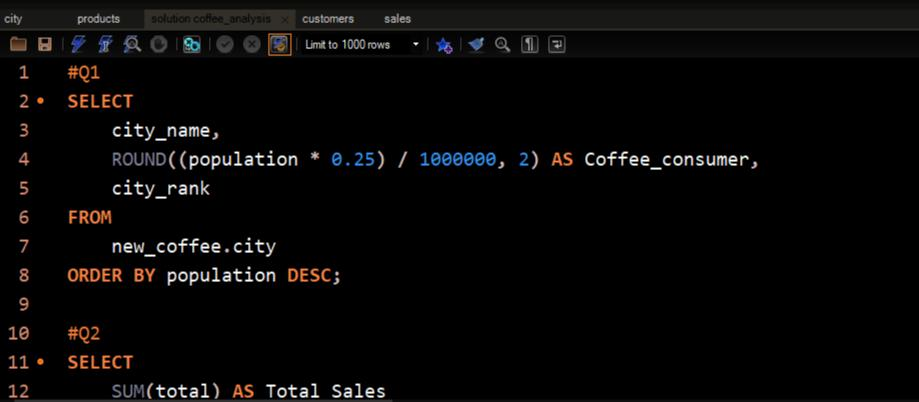 city products solution coffee_analysis customers sales
Limit to 1000 rows
1 #Q1
2 SELECT
3 city_name,
4 ROUND((population * 0.25) / 1000000, 2) AS Coffee_consumer,
5 city_rank
6 FROM
7 new_coffee.city
8 ORDER BY population DESC;
9
10 #Q2
11 SELECT
12 SUM(total) AS Total_Sales